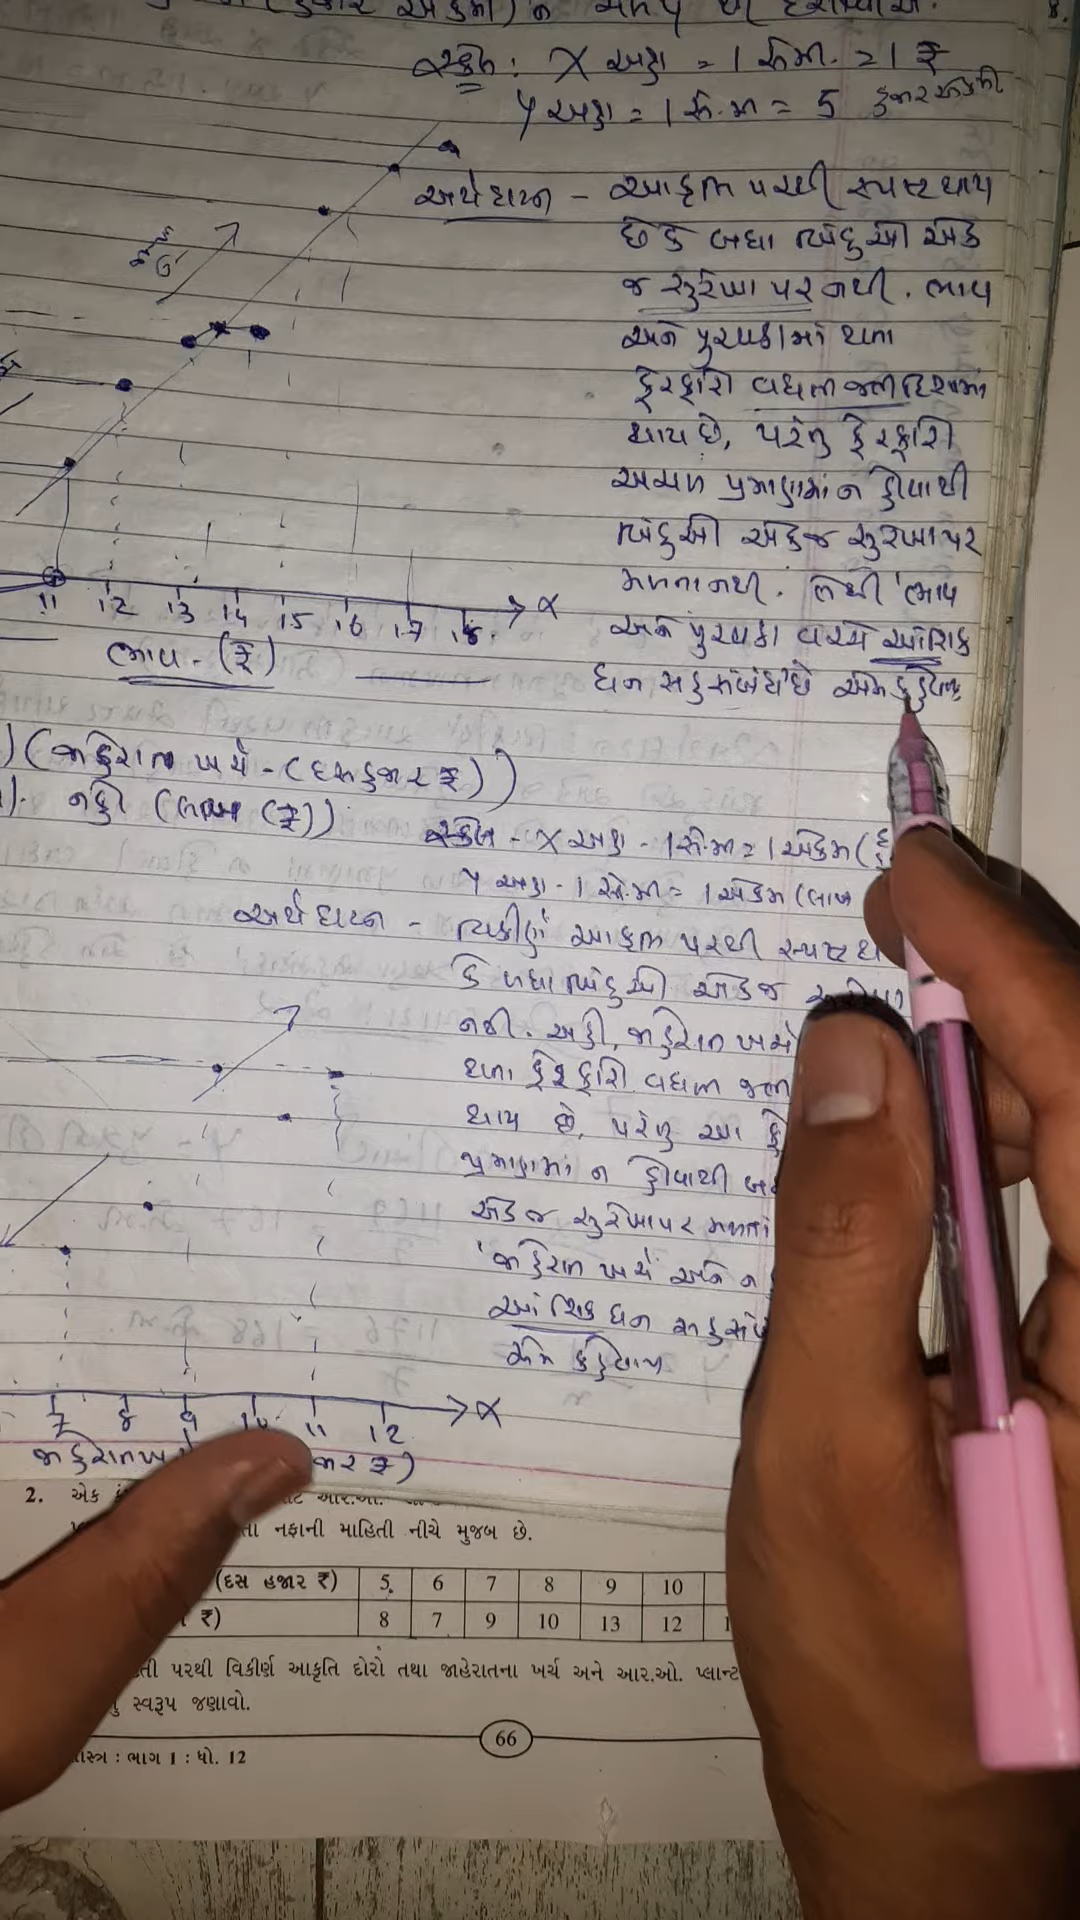 સ્કેલ : X અક્ષ = 1 સેમી. = 1 ₹
Y અક્ષ = 1 સે.મી = 5
અર્થઘટન - આકૃતિ પરથી સ્પષ્ટ થાય
છે કે બધા બિંદુઓ એક
જ સુરેખા પર નથી. ભાવ
અને પુરવઠામાં થતા
ફેરફારો વધતા જતા દિશામાં
થાય છે, પરંતુ ફેરફારો
અચળ પ્રમાણમાં ન હોવાથી
બિંદુઓ એક જ સુરેખા પર
મળતા નથી. તેથી 'ભાવ
અને પુરવઠા વચ્ચે આંશિક
ધન સહસંબંધ છે એમ કહેવાય
11 12 13 14 15 16 17 18. X
ભાવ - (₹)
(જાહેરાત ખર્ચ - (દસ હજાર ₹))
નફો (લાખ (₹))
સ્કેલ - X અક્ષ - 1 સે.મી = 1 એકમ (
Y અક્ષ - 1 સે.મી = 1 એકમ (લાખ
અર્થઘટન - વિકીર્ણ આકૃતિ પરથી સ્પષ્ટ થ
કે બધા બિંદુઓ એક જ
નથી. અહી, જાહેરાત ખર્ચ
થતા ફેરફારો વધતા જતા
થાય છે, પરંતુ આ ફે
પ્રમાણમાં ન હોવાથી
એક જ સુરેખા પર મળતાં
'જાહેરાત ખર્ચ અને ન
આંશિક ધન સહસંબં
એમ કહેવાય
7 8 9 10 11 12 X
જાહેરાત ખ જાર ₹)
2. એક આર.ઓ.
તા નફાની માહિતી નીચે મુજબ છે.
(દસ હજાર ₹) 5 6 7 8 9 10
₹) 8 7 9 10 13 12 1
તી પરથી વિકીર્ણ આકૃતિ દોરો તથા જાહેરાતના ખર્ચ અને આર.ઓ. પ્લાન્ટ
સ્વરૂપ જણાવો.
66
સ્ત્ર : ભાગ 1 : ધો. 12